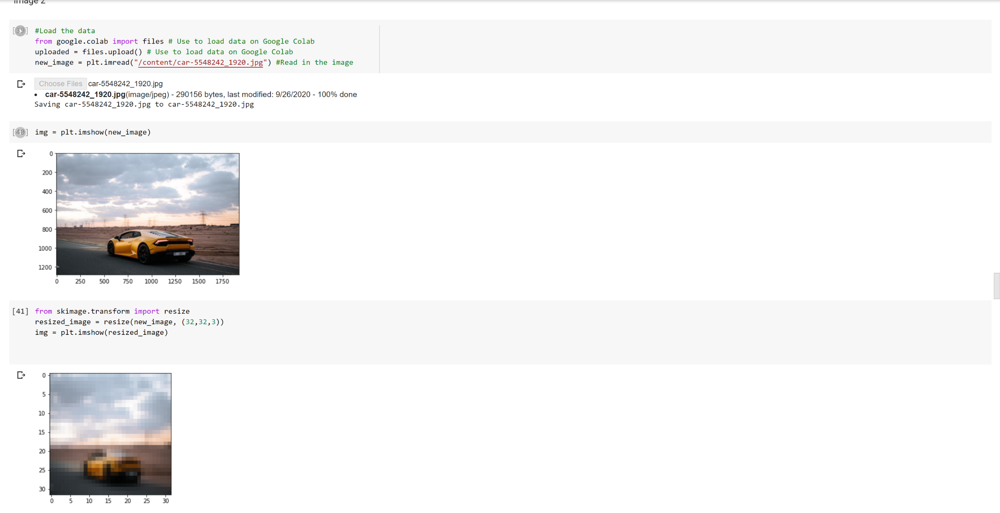 Image 2
[39] #Load the data
from google.colab import files # Use to load data on Google Colab
uploaded = files.upload() # Use to load data on Google Colab
new_image = plt.imread("/content/car-5548242_1920.jpg") #Read in the image
Choose Files car-5548242_1920.jpg
• car-5548242_1920.jpg(image/jpeg) - 290156 bytes, last modified: 9/26/2020 - 100% done
Saving car-5548242_1920.jpg to car-5548242_1920.jpg
[40] img = plt.imshow(new_image)
0
200
400
600
800
1000
1200
0 250 500 750 1000 1250 1500 1750
[41] from skimage.transform import resize
resized_image = resize(new_image, (32,32,3))
img = plt.imshow(resized_image)
0
5
10
15
20
25
30
0 5 10 15 20 25 30